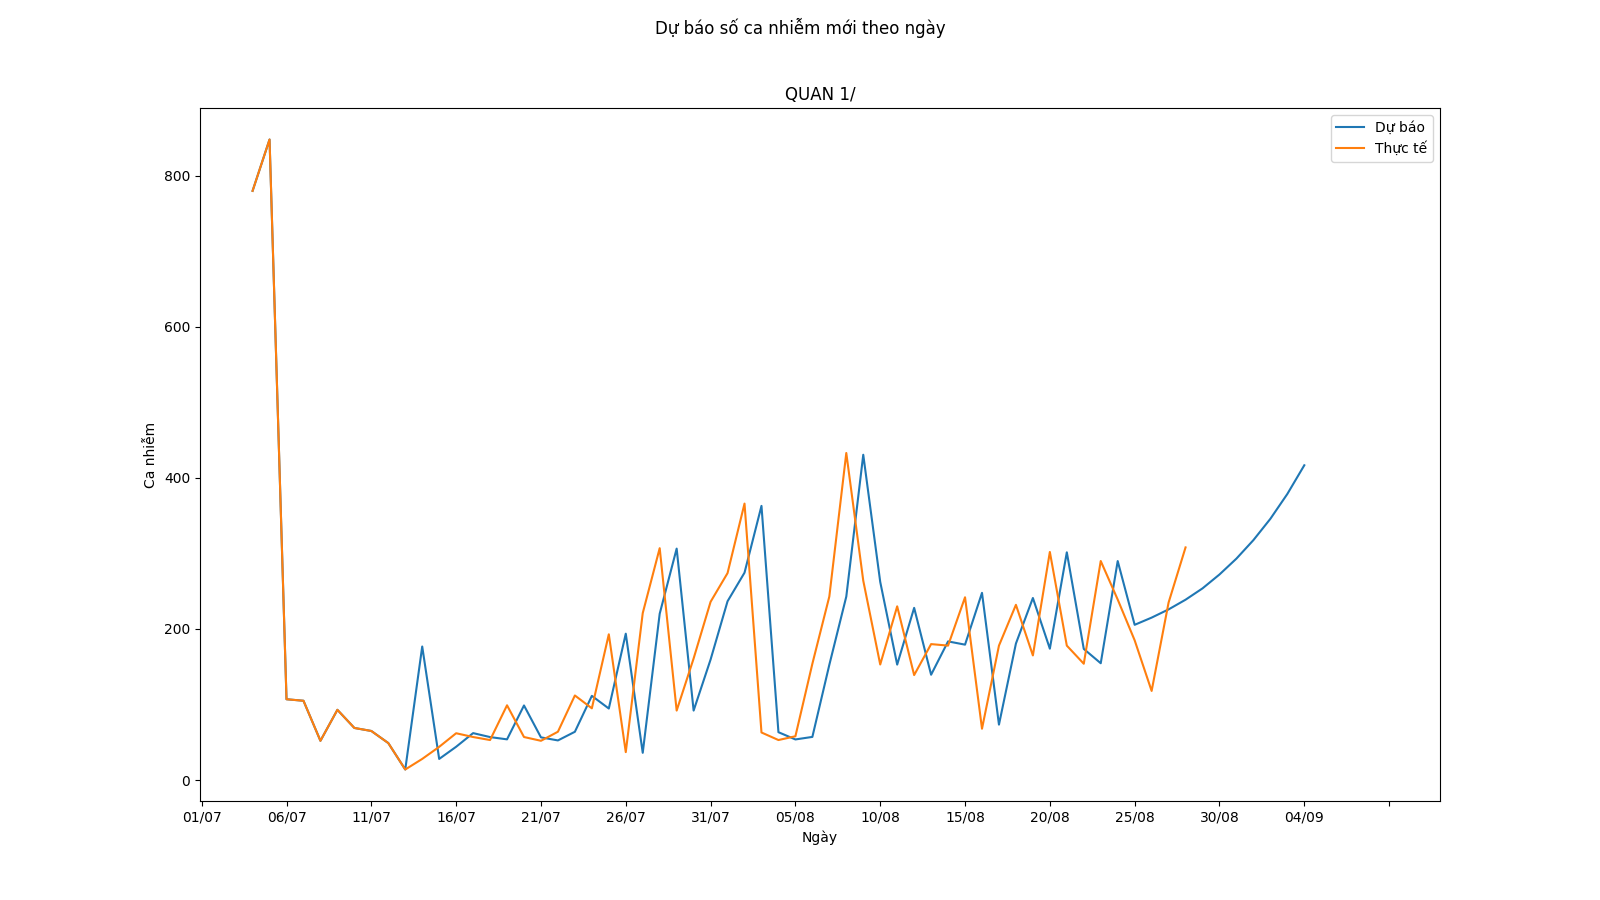 Dự báo số ca nhiễm mới theo ngày
QUAN 1/
Dự báo
Thực tế
800
600
400
200
0
Ca nhiễm
01/07 06/07 11/07 16/07 21/07 26/07 31/07 05/08 10/08 15/08 20/08 25/08 30/08 04/09
Ngày